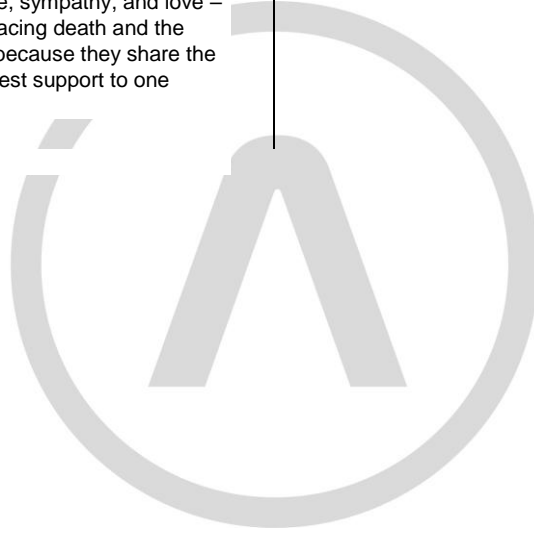 e, sympathy, and love –
acing death and the
because they share the
est support to one